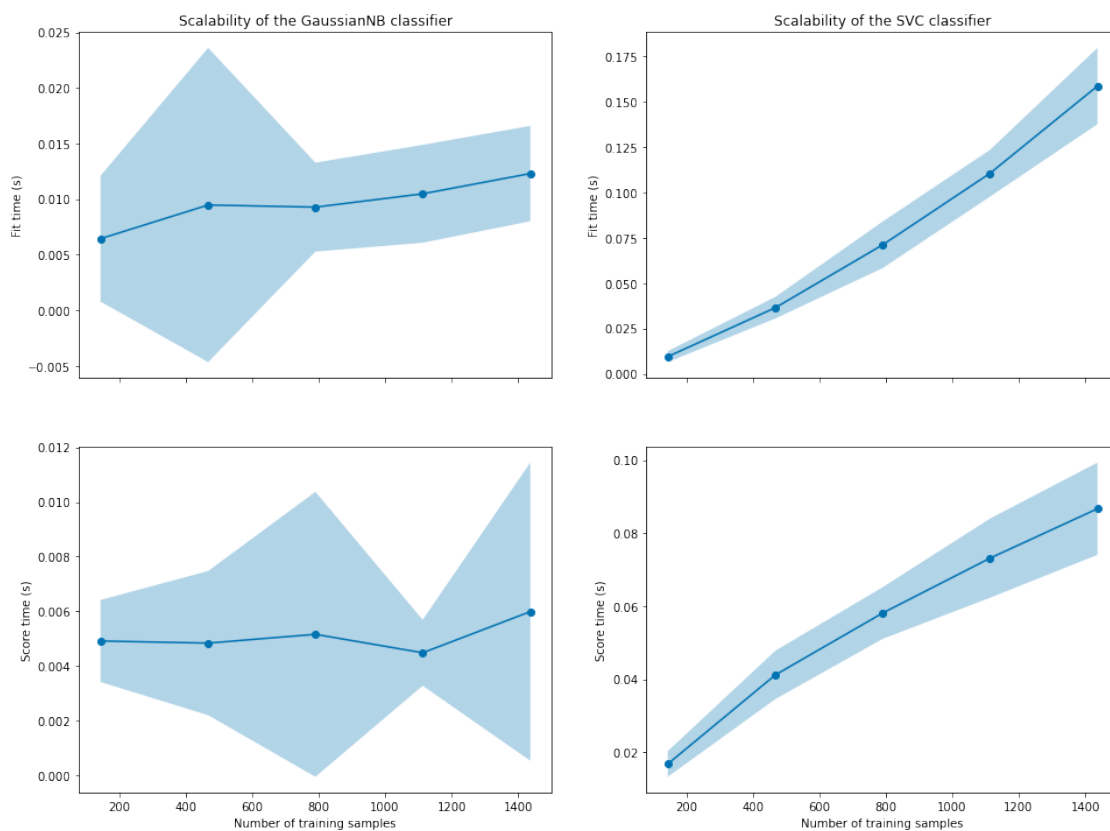 Scalability of the GaussianNB classifier
0.025
0.020
0.015
0.010
0.005
0.000
−0.005
Fit time (s)
Scalability of the SVC classifier
0.175
0.150
0.125
0.100
0.075
0.050
0.025
0.000
Fit time (s)
0.012
0.010
0.008
0.006
0.004
0.002
0.000
Score time (s)
200 400 600 800 1000 1200 1400
Number of training samples
0.10
0.08
0.06
0.04
0.02
Score time (s)
200 400 600 800 1000 1200 1400
Number of training samples